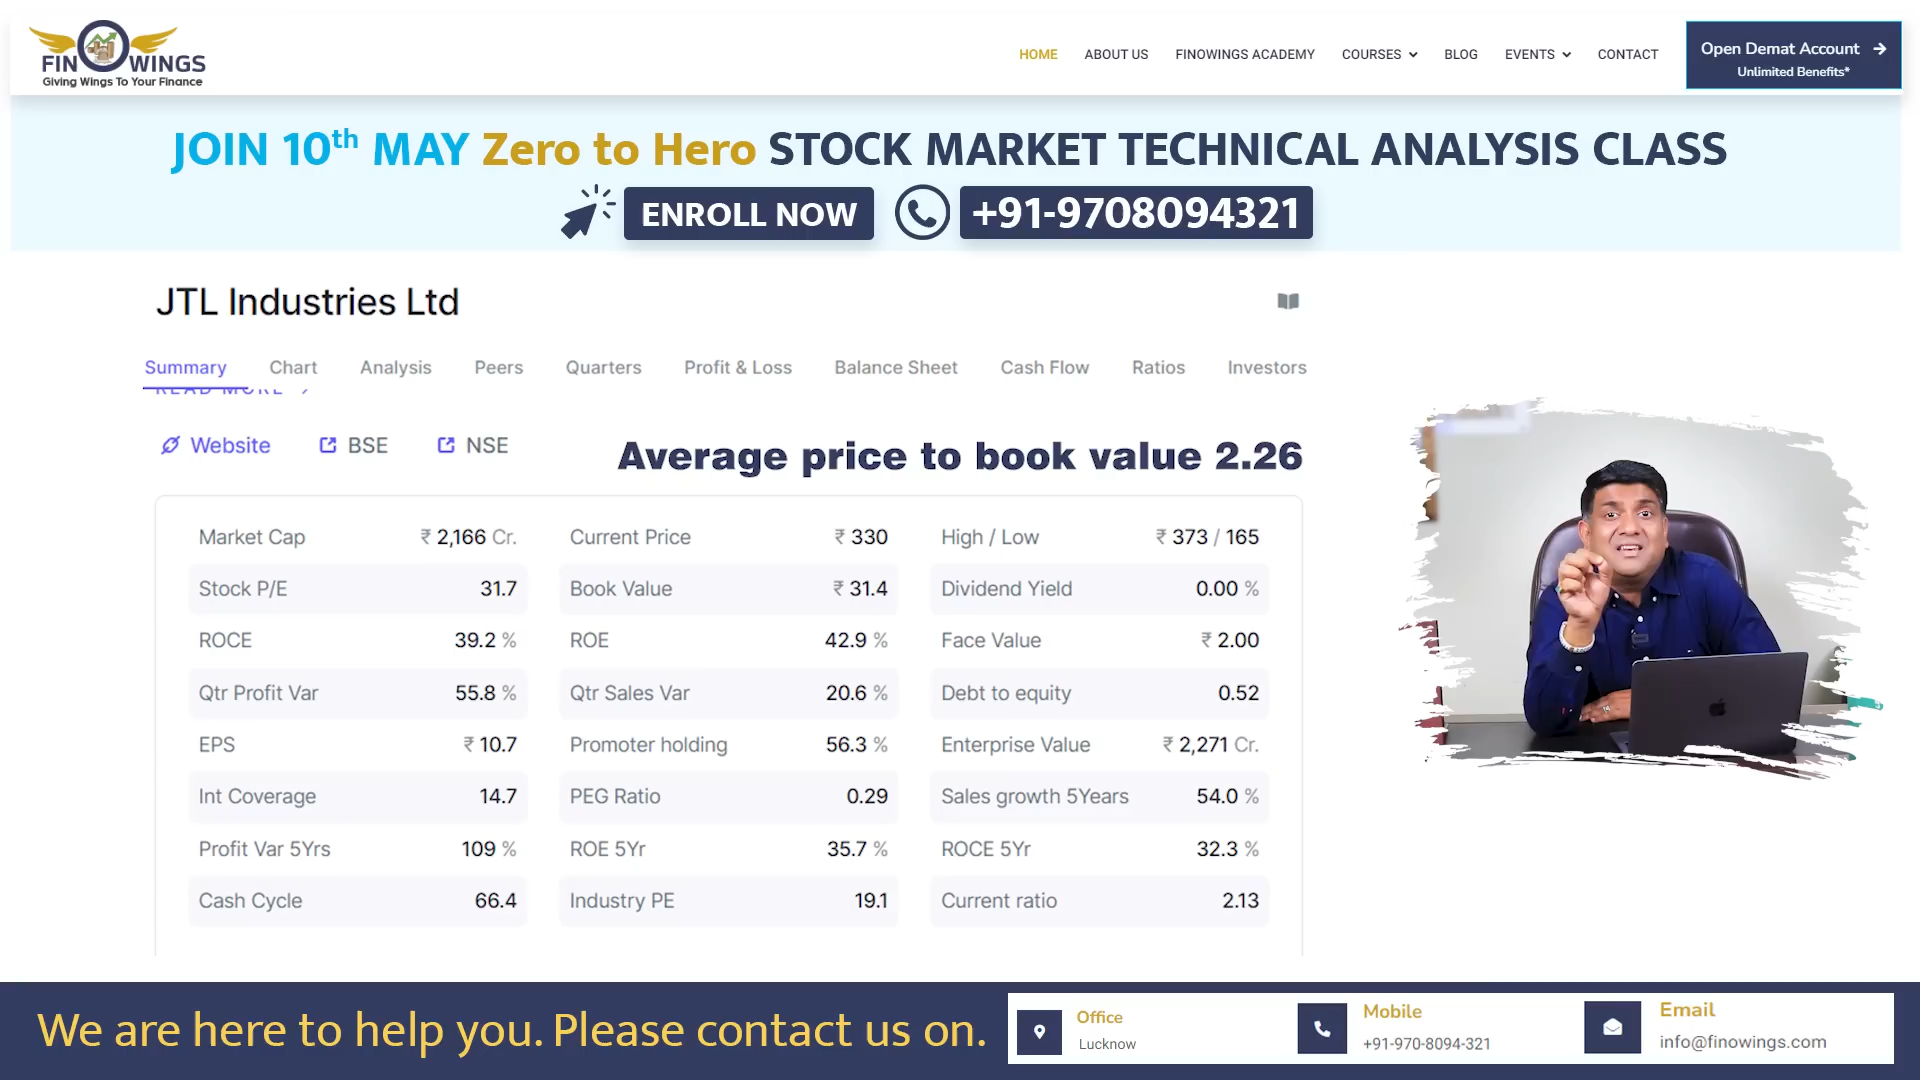 FINOWINGS
Giving Wings To Your Finance
HOME ABOUT US FINOWINGS ACADEMY COURSES BLOG EVENTS CONTACT
Open Demat Account
Unlimited Benefits*
JOIN 10th MAY Zero to Hero STOCK MARKET TECHNICAL ANALYSIS CLASS
ENROLL NOW +91-9708094321
JTL Industries Ltd
Summary Chart Analysis Peers Quarters Profit & Loss Balance Sheet Cash Flow Ratios Investors
READ MORE
Website BSE NSE
Average price to book value 2.26
Market Cap ₹ 2,166 Cr. Current Price ₹ 330 High / Low ₹ 373 / 165
Stock P/E 31.7 Book Value ₹ 31.4 Dividend Yield 0.00 %
ROCE 39.2 % ROE 42.9 % Face Value ₹ 2.00
Qtr Profit Var 55.8 % Qtr Sales Var 20.6 % Debt to equity 0.52
EPS ₹ 10.7 Promoter holding 56.3 % Enterprise Value ₹ 2,271 Cr.
Int Coverage 14.7 PEG Ratio 0.29 Sales growth 5Years 54.0 %
Profit Var 5Yrs 109 % ROE 5Yr 35.7 % ROCE 5Yr 32.3 %
Cash Cycle 66.4 Industry PE 19.1 Current ratio 2.13
We are here to help you. Please contact us on.
Office
Lucknow
Mobile
+91-970-8094-321
Email
info@finowings.com